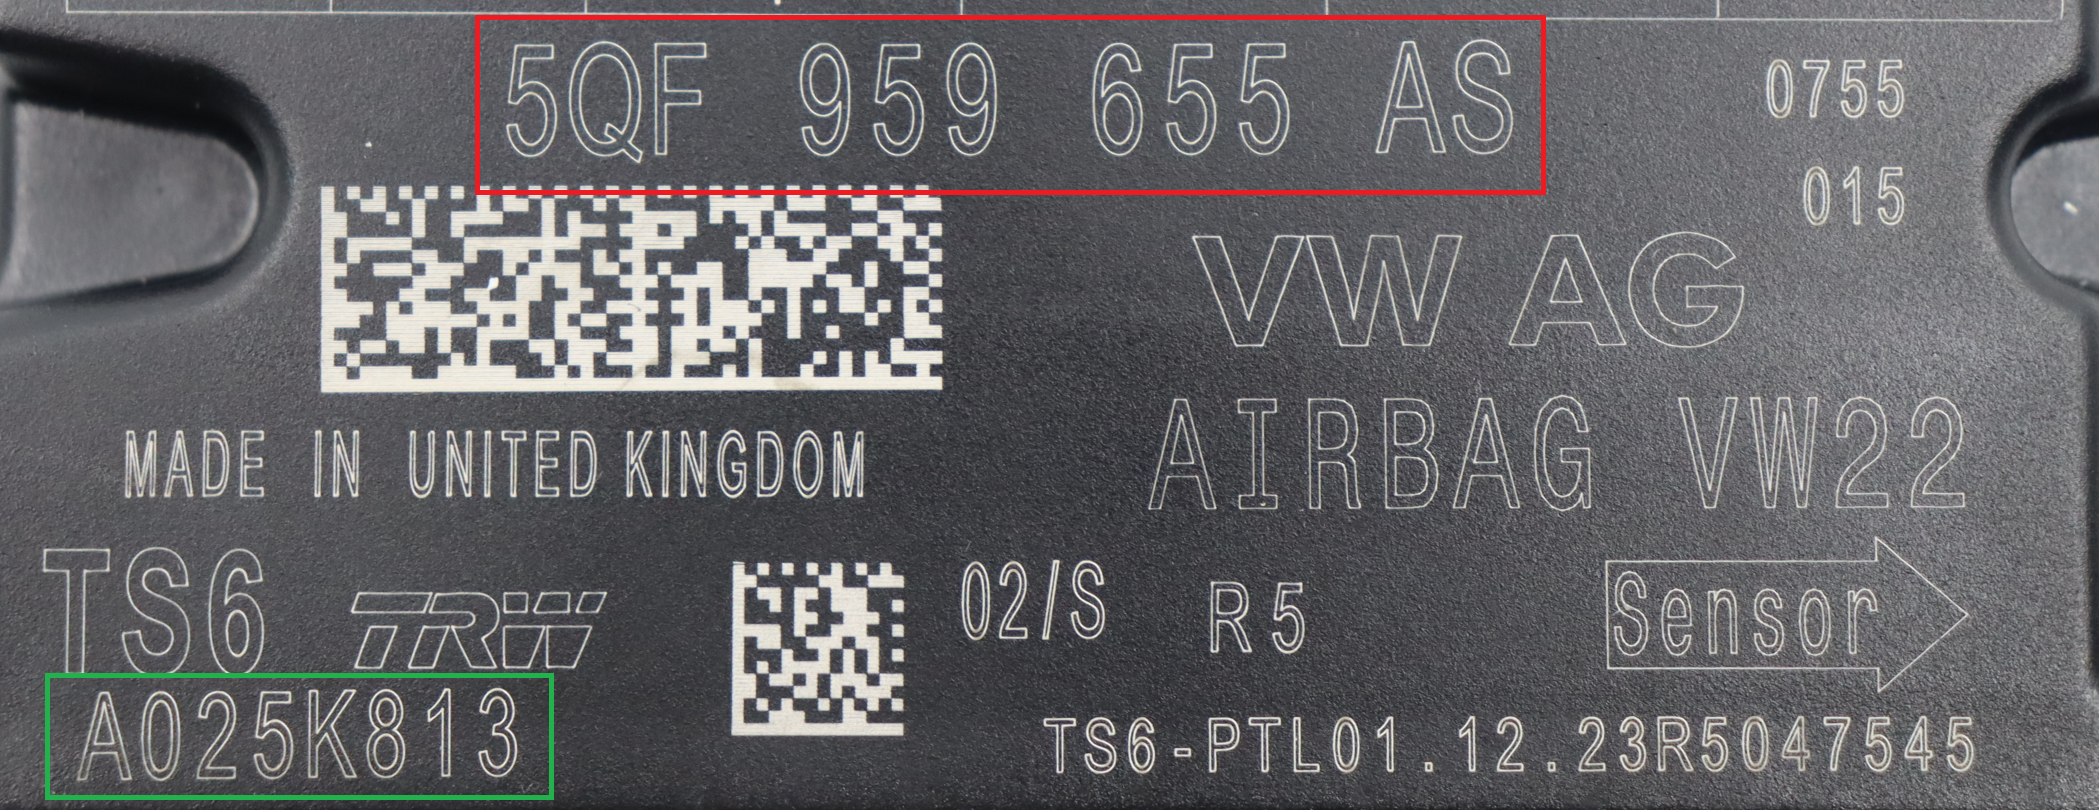 5QF 959 655 AS
0755
015
VW AG
AIRBAG VW22
MADE IN UNITED KINGDOM
TS6 TRW
02/S R5
Sensor
A025K813
TS6-PTL01.12.23R5047545